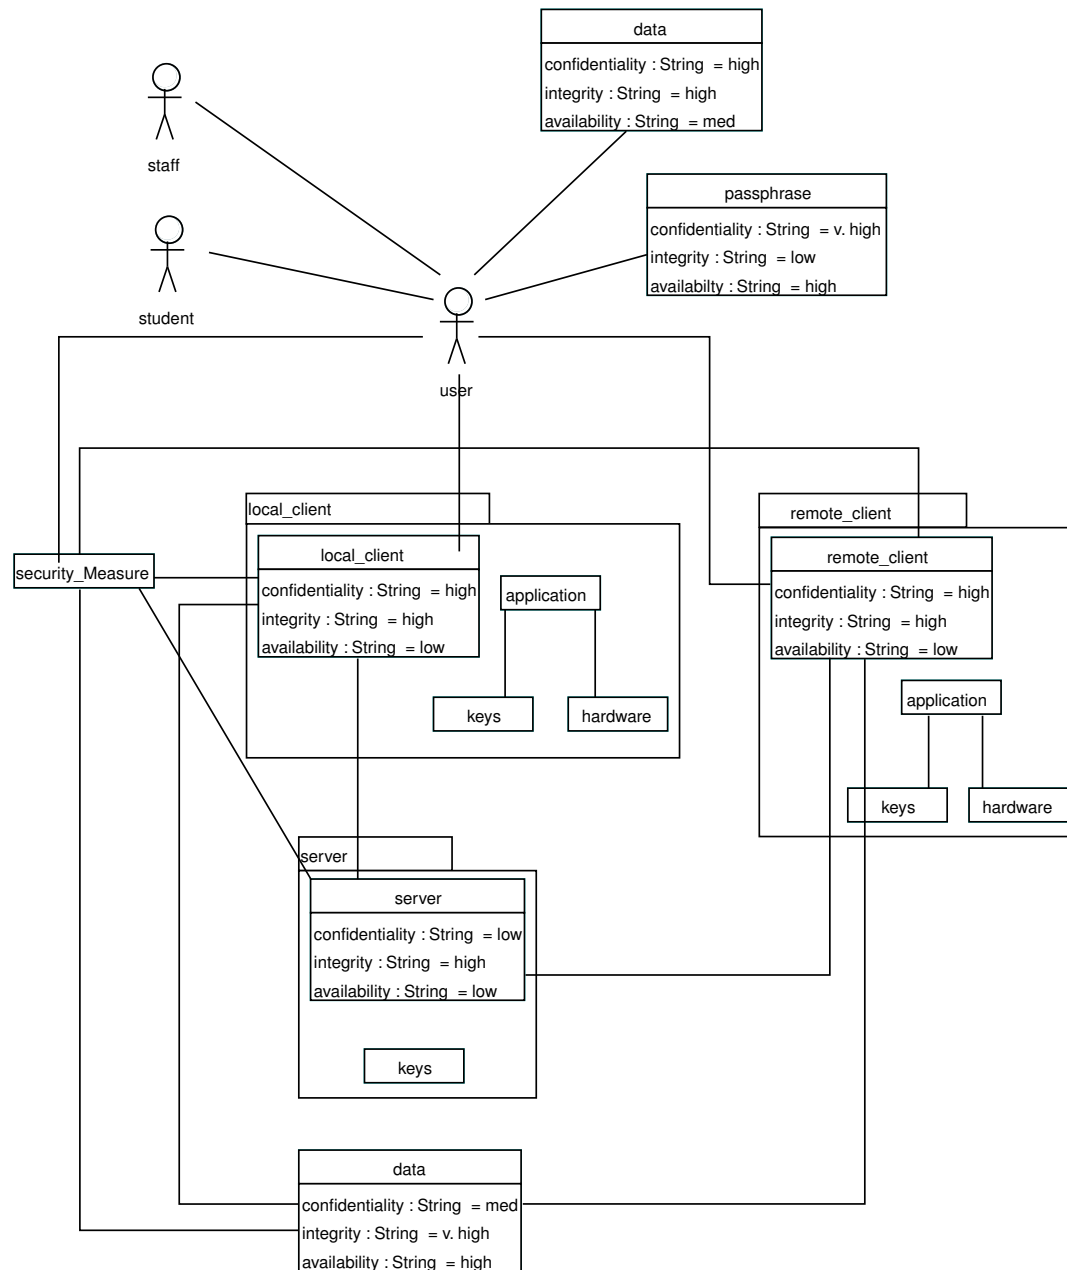 data
confidentiality : String = high
integrity : String = high
availability : String = med
staff
passphrase
confidentiality : String = v. high
integrity : String = low
availabilty : String = high
student
user
local_client
remote_client
local_client
confidentiality : String = high
integrity : String = high
availability : String = low
remote_client
confidentiality : String = high
integrity : String = high
availability : String = low
security_Measure
application
keys
hardware
application
keys
hardware
server
server
confidentiality : String = low
integrity : String = high
availability : String = low
keys
data
confidentiality : String = med
integrity : String = v. high
availability : String = high